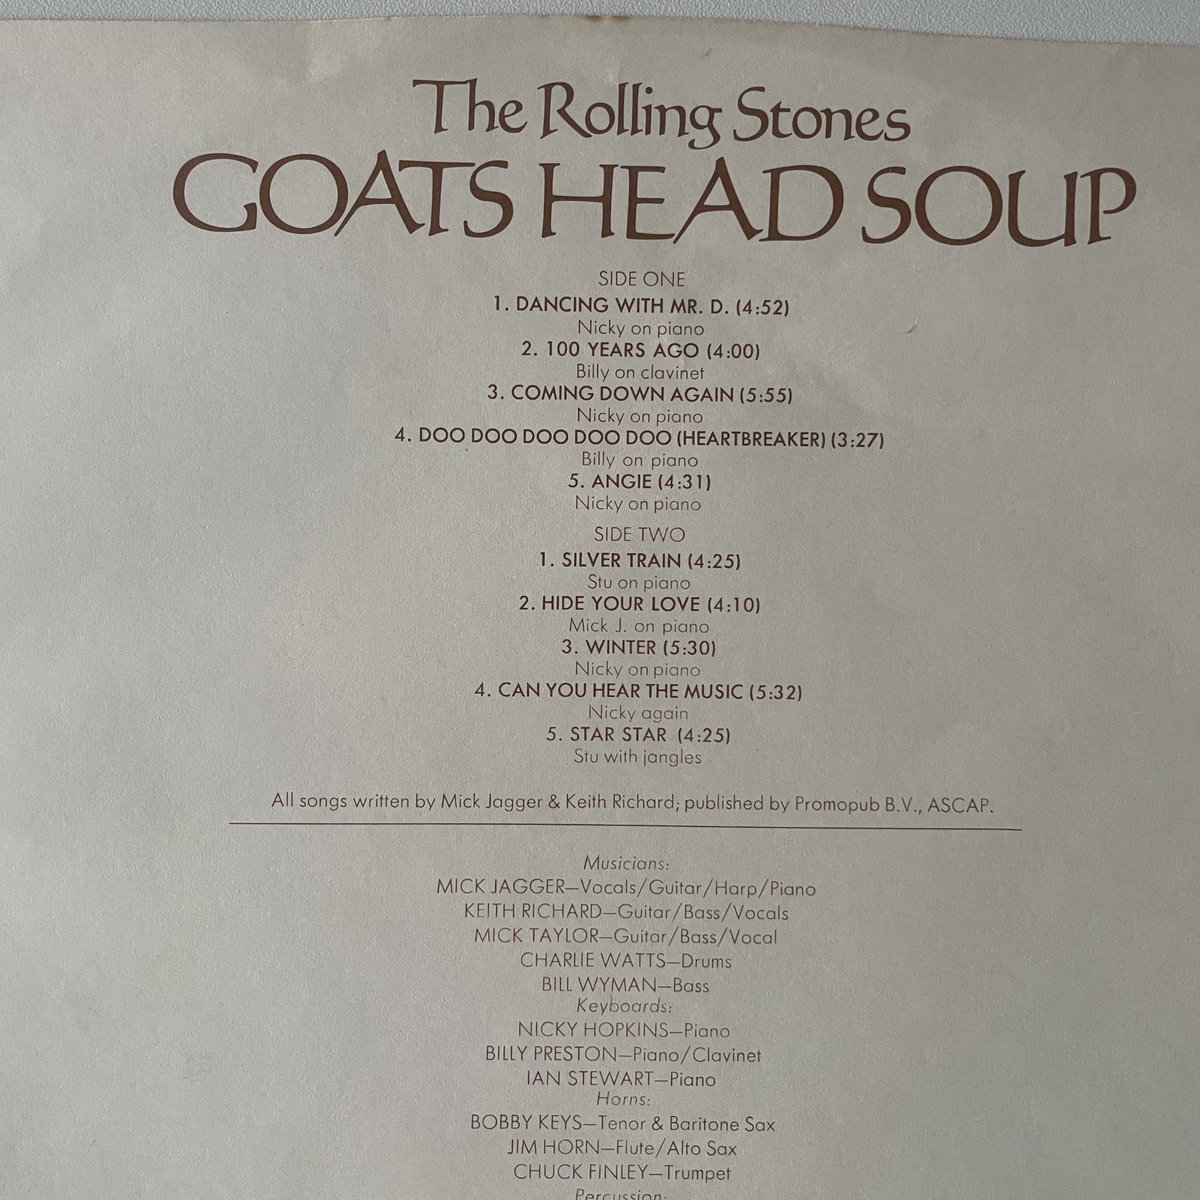 The Rolling Stones
GOATS HEAD SOUP
SIDE ONE
1. DANCING WITH MR. D. (4:52)
Nicky on piano
2. 100 YEARS AGO (4:00)
Billy on clavinet
3. COMING DOWN AGAIN (5:55)
Nicky on piano
4. DOO DOO DOO DOO DOO (HEARTBREAKER) (3:27)
Billy on piano
5. ANGIE (4:31)
Nicky on piano
SIDE TWO
1. SILVER TRAIN (4:25)
Stu on piano
2. HIDE YOUR LOVE (4:10)
Mick J. on piano
3. WINTER (5:30)
Nicky on piano
4. CAN YOU HEAR THE MUSIC (5:32)
Nicky again
5. STAR STAR (4:25)
Stu with jangles
All songs written by Mick Jagger & Keith Richard; published by Promopub B.V., ASCAP.
Musicians:
MICK JAGGER—Vocals/Guitar/Harp/Piano
KEITH RICHARD—Guitar/Bass/Vocals
MICK TAYLOR—Guitar/Bass/Vocal
CHARLIE WATTS—Drums
BILL WYMAN—Bass
Keyboards:
NICKY HOPKINS—Piano
BILLY PRESTON—Piano/Clavinet
IAN STEWART—Piano
Horns:
BOBBY KEYS—Tenor & Baritone Sax
JIM HORN—Flute/Alto Sax
CHUCK FINLEY—Trumpet
Percussion: